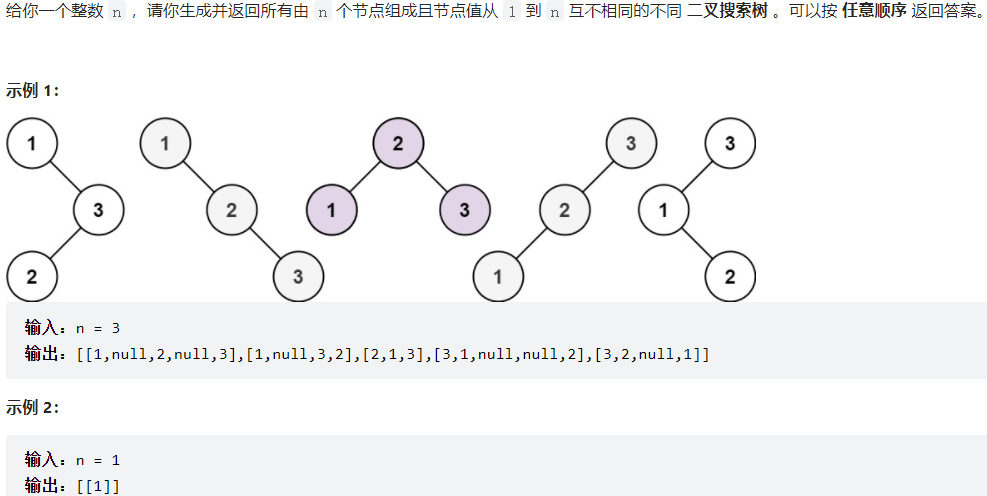 给你一个整数 n ，请你生成并返回所有由 n 个节点组成且节点值从 1 到 n 互不相同的不同 二叉搜索树 。可以按 任意顺序 返回答案。
示例 1：
1 1 2 3 3
3 2 1 3 2 1
2 3 1 2
输入：n = 3
输出：[[1,null,2,null,3],[1,null,3,2],[2,1,3],[3,1,null,null,2],[3,2,null,1]]
示例 2：
输入：n = 1
输出：[[1]]